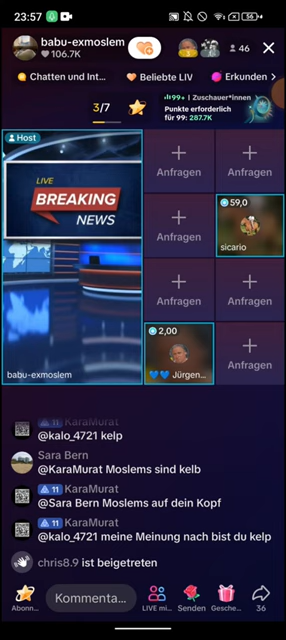 23:57
56
babu-exmoslem
106.7K
46
Chatten und Int...
Beliebte LIV
Erkunden
3/7
99+ | Zuschauer*innen
Punkte erforderlich
für 99: 287.7K
Host
LIVE
BREAKING
NEWS
babu-exmoslem
Anfragen
Anfragen
Anfragen
59,0
sicario
Anfragen
Anfragen
2,00
💙💙 Jürgen...
Anfragen
11 KaraMurat
@kalo_4721 kelp
Sara Bern
@KaraMurat Moslems sind kelb
11 KaraMurat
@Sara Bern Moslems auf dein Kopf
11 KaraMurat
@kalo_4721 meine Meinung nach bist du kelp
chris8.9 ist beigetreten
Abonn...
Kommenta...
LIVE mi...
Senden
Gesche...
36